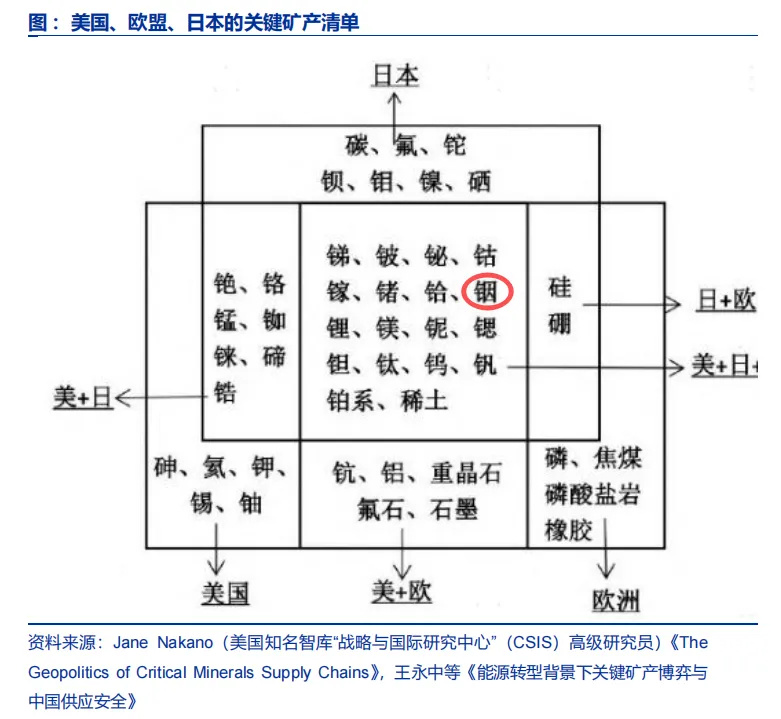 图：美国、欧盟、日本的关键矿产清单
日本
碳、氟、铊
钡、钼、镍、硒
锑、铍、铋、钴
镓、锗、铪、铟
锂、镁、铌、锶
钽、钛、钨、钒
铂系、稀土
铯、铬
锰、铷
铼、碲
锆
硅
硼
日+欧
美+日+
美+日
砷、氦、钾、
锡、铀
钪、铝、重晶石
氟石、石墨
磷、焦煤
磷酸盐岩
橡胶
美国
美+欧
欧洲
资料来源：Jane Nakano（美国知名智库“战略与国际研究中心”（CSIS）高级研究员）《The
Geopolitics of Critical Minerals Supply Chains》，王永中等《能源转型背景下关键矿产博弈与
中国供应安全》